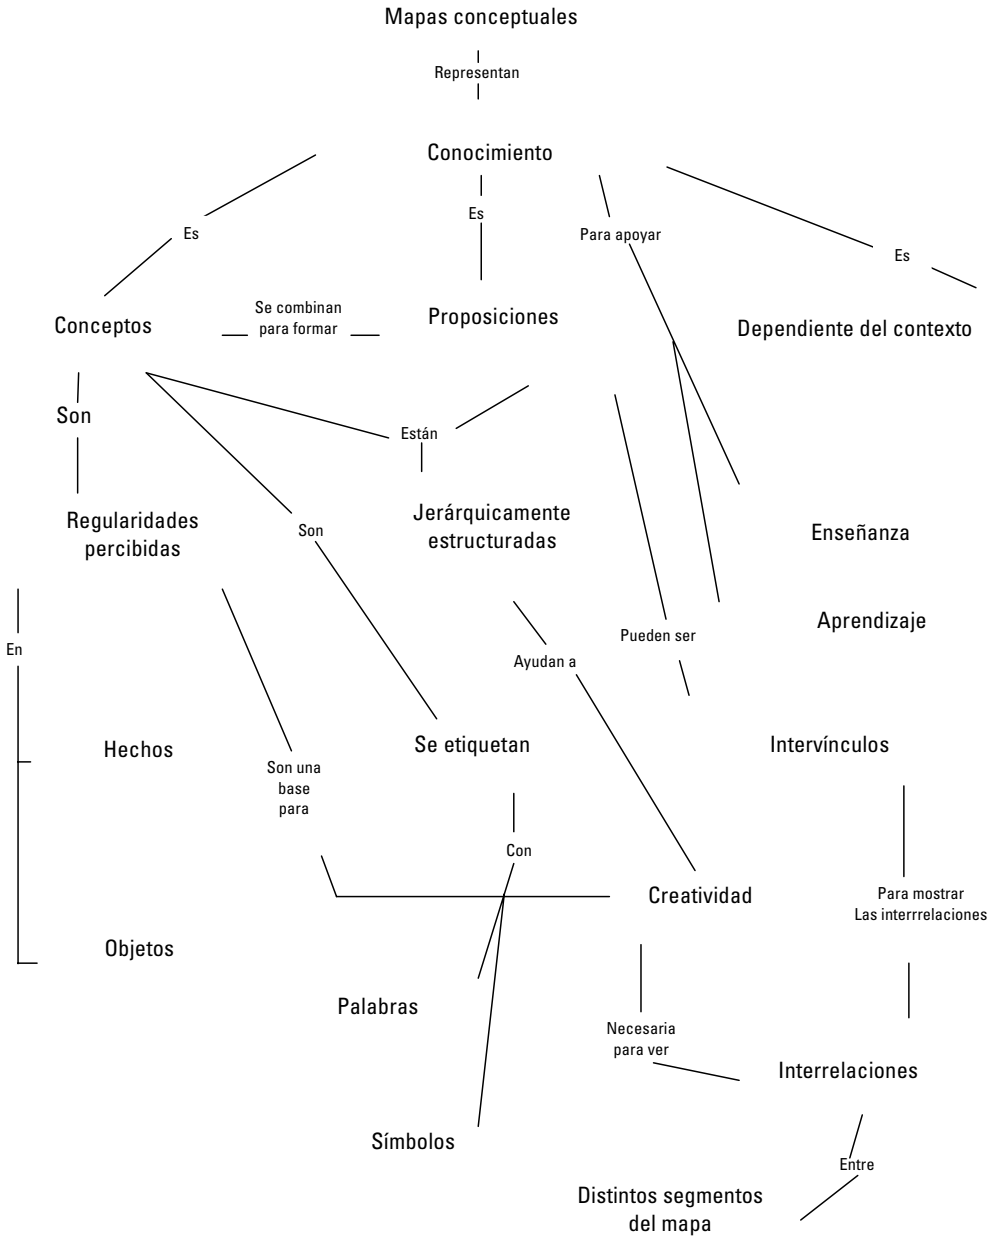 Mapas conceptuales
Representan
Conocimiento
Es
Es
Para apoyar
Es
Conceptos
Se combinan
para formar
Proposiciones
Dependiente del contexto
Son
Están
Regularidades
percibidas
Son
Jerárquicamente
estructuradas
Enseñanza
Aprendizaje
En
Pueden ser
Ayudan a
Hechos
Son una
base
para
Se etiquetan
Intervínculos
Con
Creatividad
Para mostrar
Las interrrelaciones
Objetos
Palabras
Necesaria
para ver
Interrelaciones
Símbolos
Entre
Distintos segmentos
del mapa